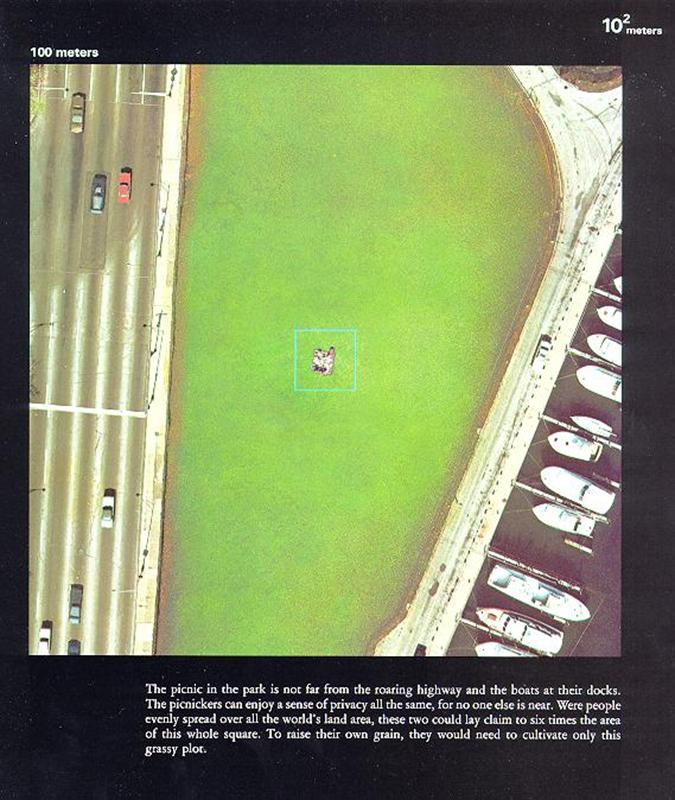 10² meters
100 meters
The picnic in the park is not far from the roaring highway and the boats at their docks.
The picnickers can enjoy a sense of privacy all the same, for no one else is near. Were people
evenly spread over all the world's land area, these two could lay claim to six times the area
of this whole square. To raise their own grain, they would need to cultivate only this
grassy plot.